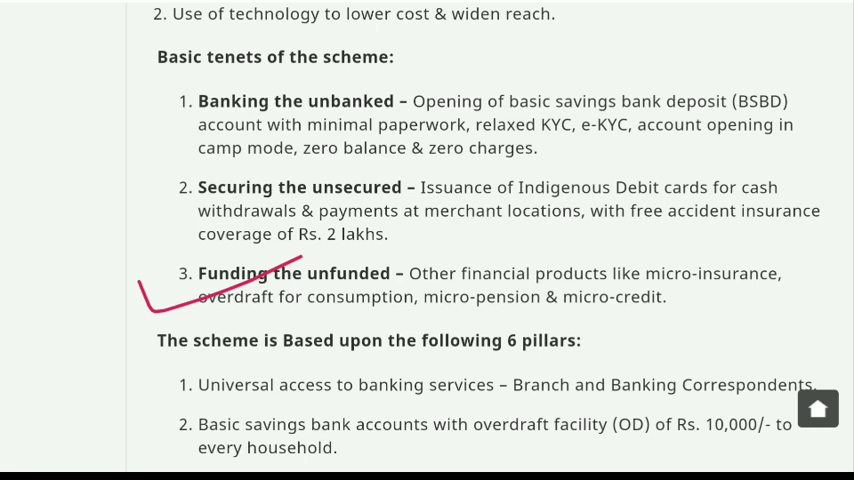 2. Use of technology to lower cost & widen reach.
Basic tenets of the scheme:
1. Banking the unbanked – Opening of basic savings bank deposit (BSBD)
account with minimal paperwork, relaxed KYC, e-KYC, account opening in
camp mode, zero balance & zero charges.
2. Securing the unsecured – Issuance of Indigenous Debit cards for cash
withdrawals & payments at merchant locations, with free accident insurance
coverage of Rs. 2 lakhs.
3. Funding the unfunded – Other financial products like micro-insurance,
overdraft for consumption, micro-pension & micro-credit.
The scheme is Based upon the following 6 pillars:
1. Universal access to banking services – Branch and Banking Correspondents.
2. Basic savings bank accounts with overdraft facility (OD) of Rs. 10,000/- to
every household.